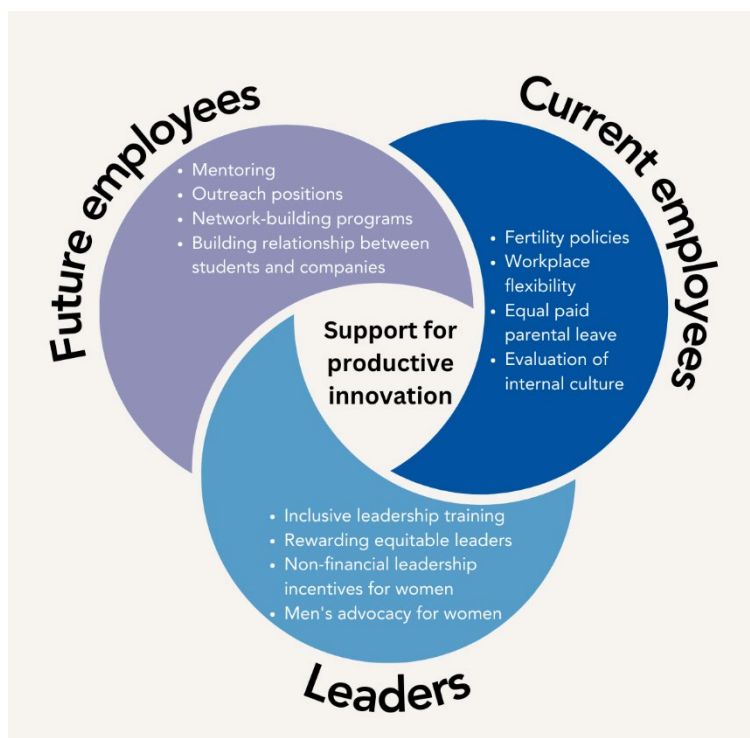 Future employees
• Mentoring
• Outreach positions
• Network-building programs
• Building relationship between
students and companies
Current employees
• Fertility policies
• Workplace
flexibility
• Equal paid
parental leave
• Evaluation of
internal culture
Support for
productive
innovation
• Inclusive leadership training
• Rewarding equitable leaders
• Non-financial leadership
incentives for women
• Men's advocacy for women
Leaders